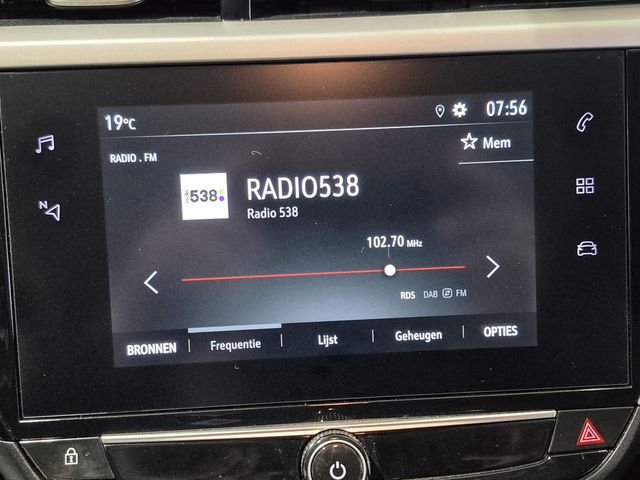 19°C
07:56
RADIO . FM
Mem
radio 538
RADIO538
Radio 538
N
102.70 MHz
RDS DAB FM
BRONNEN Frequentie Lijst Geheugen OPTIES